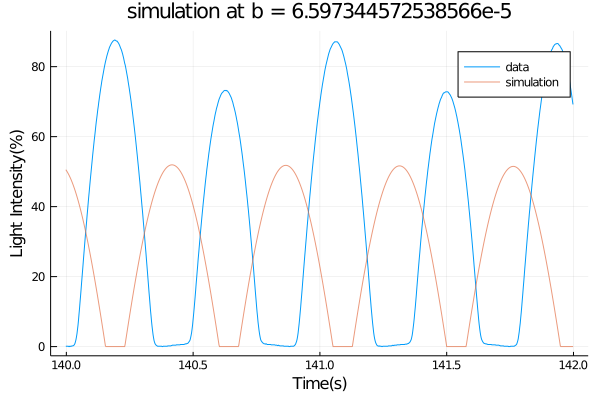 simulation at b = 6.597344572538566e-5
data
simulation
Light Intensity(%)
80
60
40
20
0
140.0 140.5 141.0 141.5 142.0
Time(s)